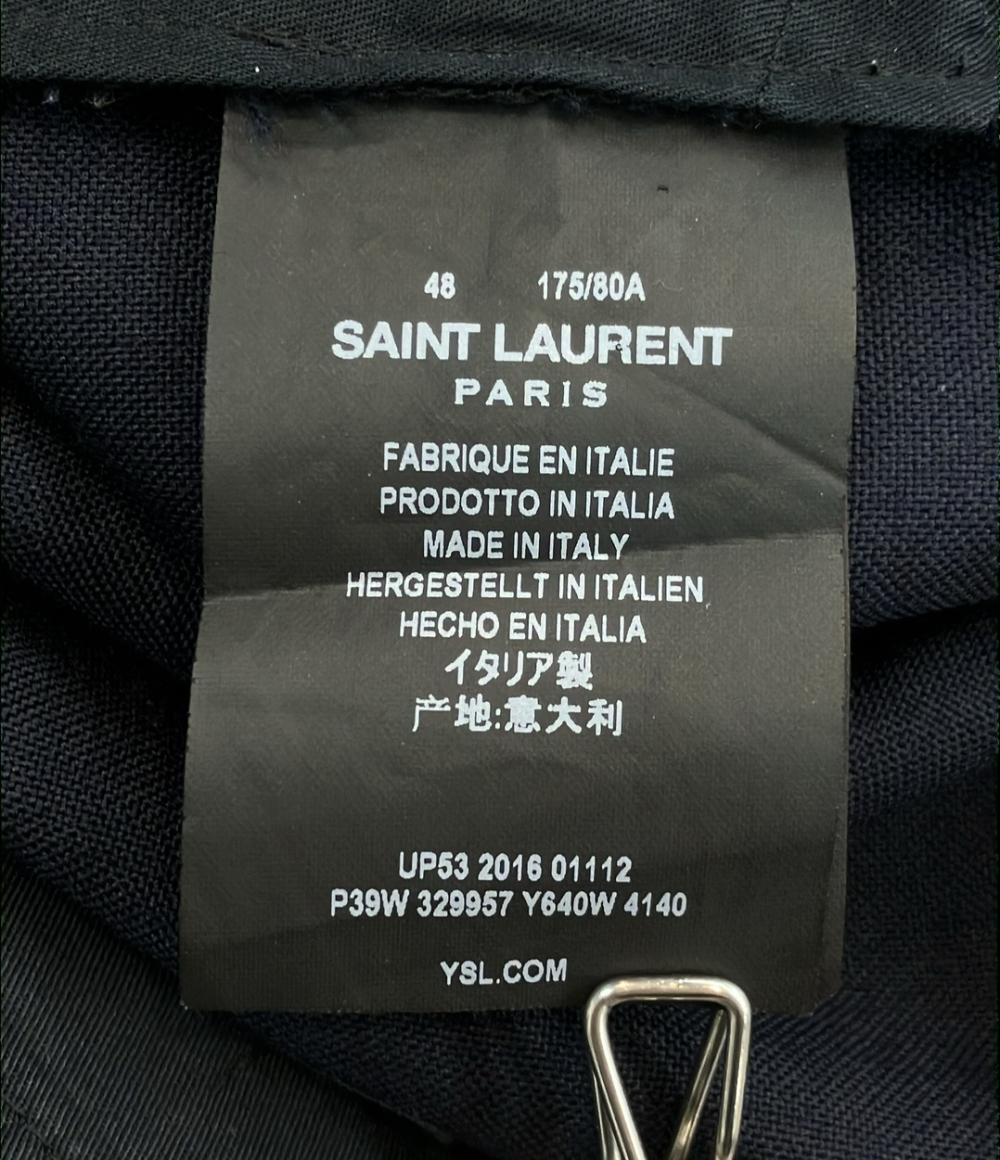 48 175/80A
SAINT LAURENT
PARIS
FABRIQUE EN ITALIE
PRODOTTO IN ITALIA
MADE IN ITALY
HERGESTELLT IN ITALIEN
HECHO EN ITALIA
イタリア製
产地:意大利
UP53 2016 01112
P39W 329957 Y640W 4140
YSL.COM